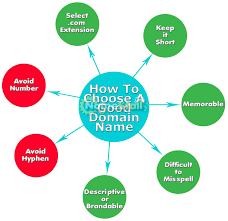 Select
.com
Extension
Keep
it
Short
Avoid
Number
How To
Choose A
Good
Domain
Name
Memorable
Avoid
Hyphen
Difficult
to
Misspell
Descriptive
or
Brandable